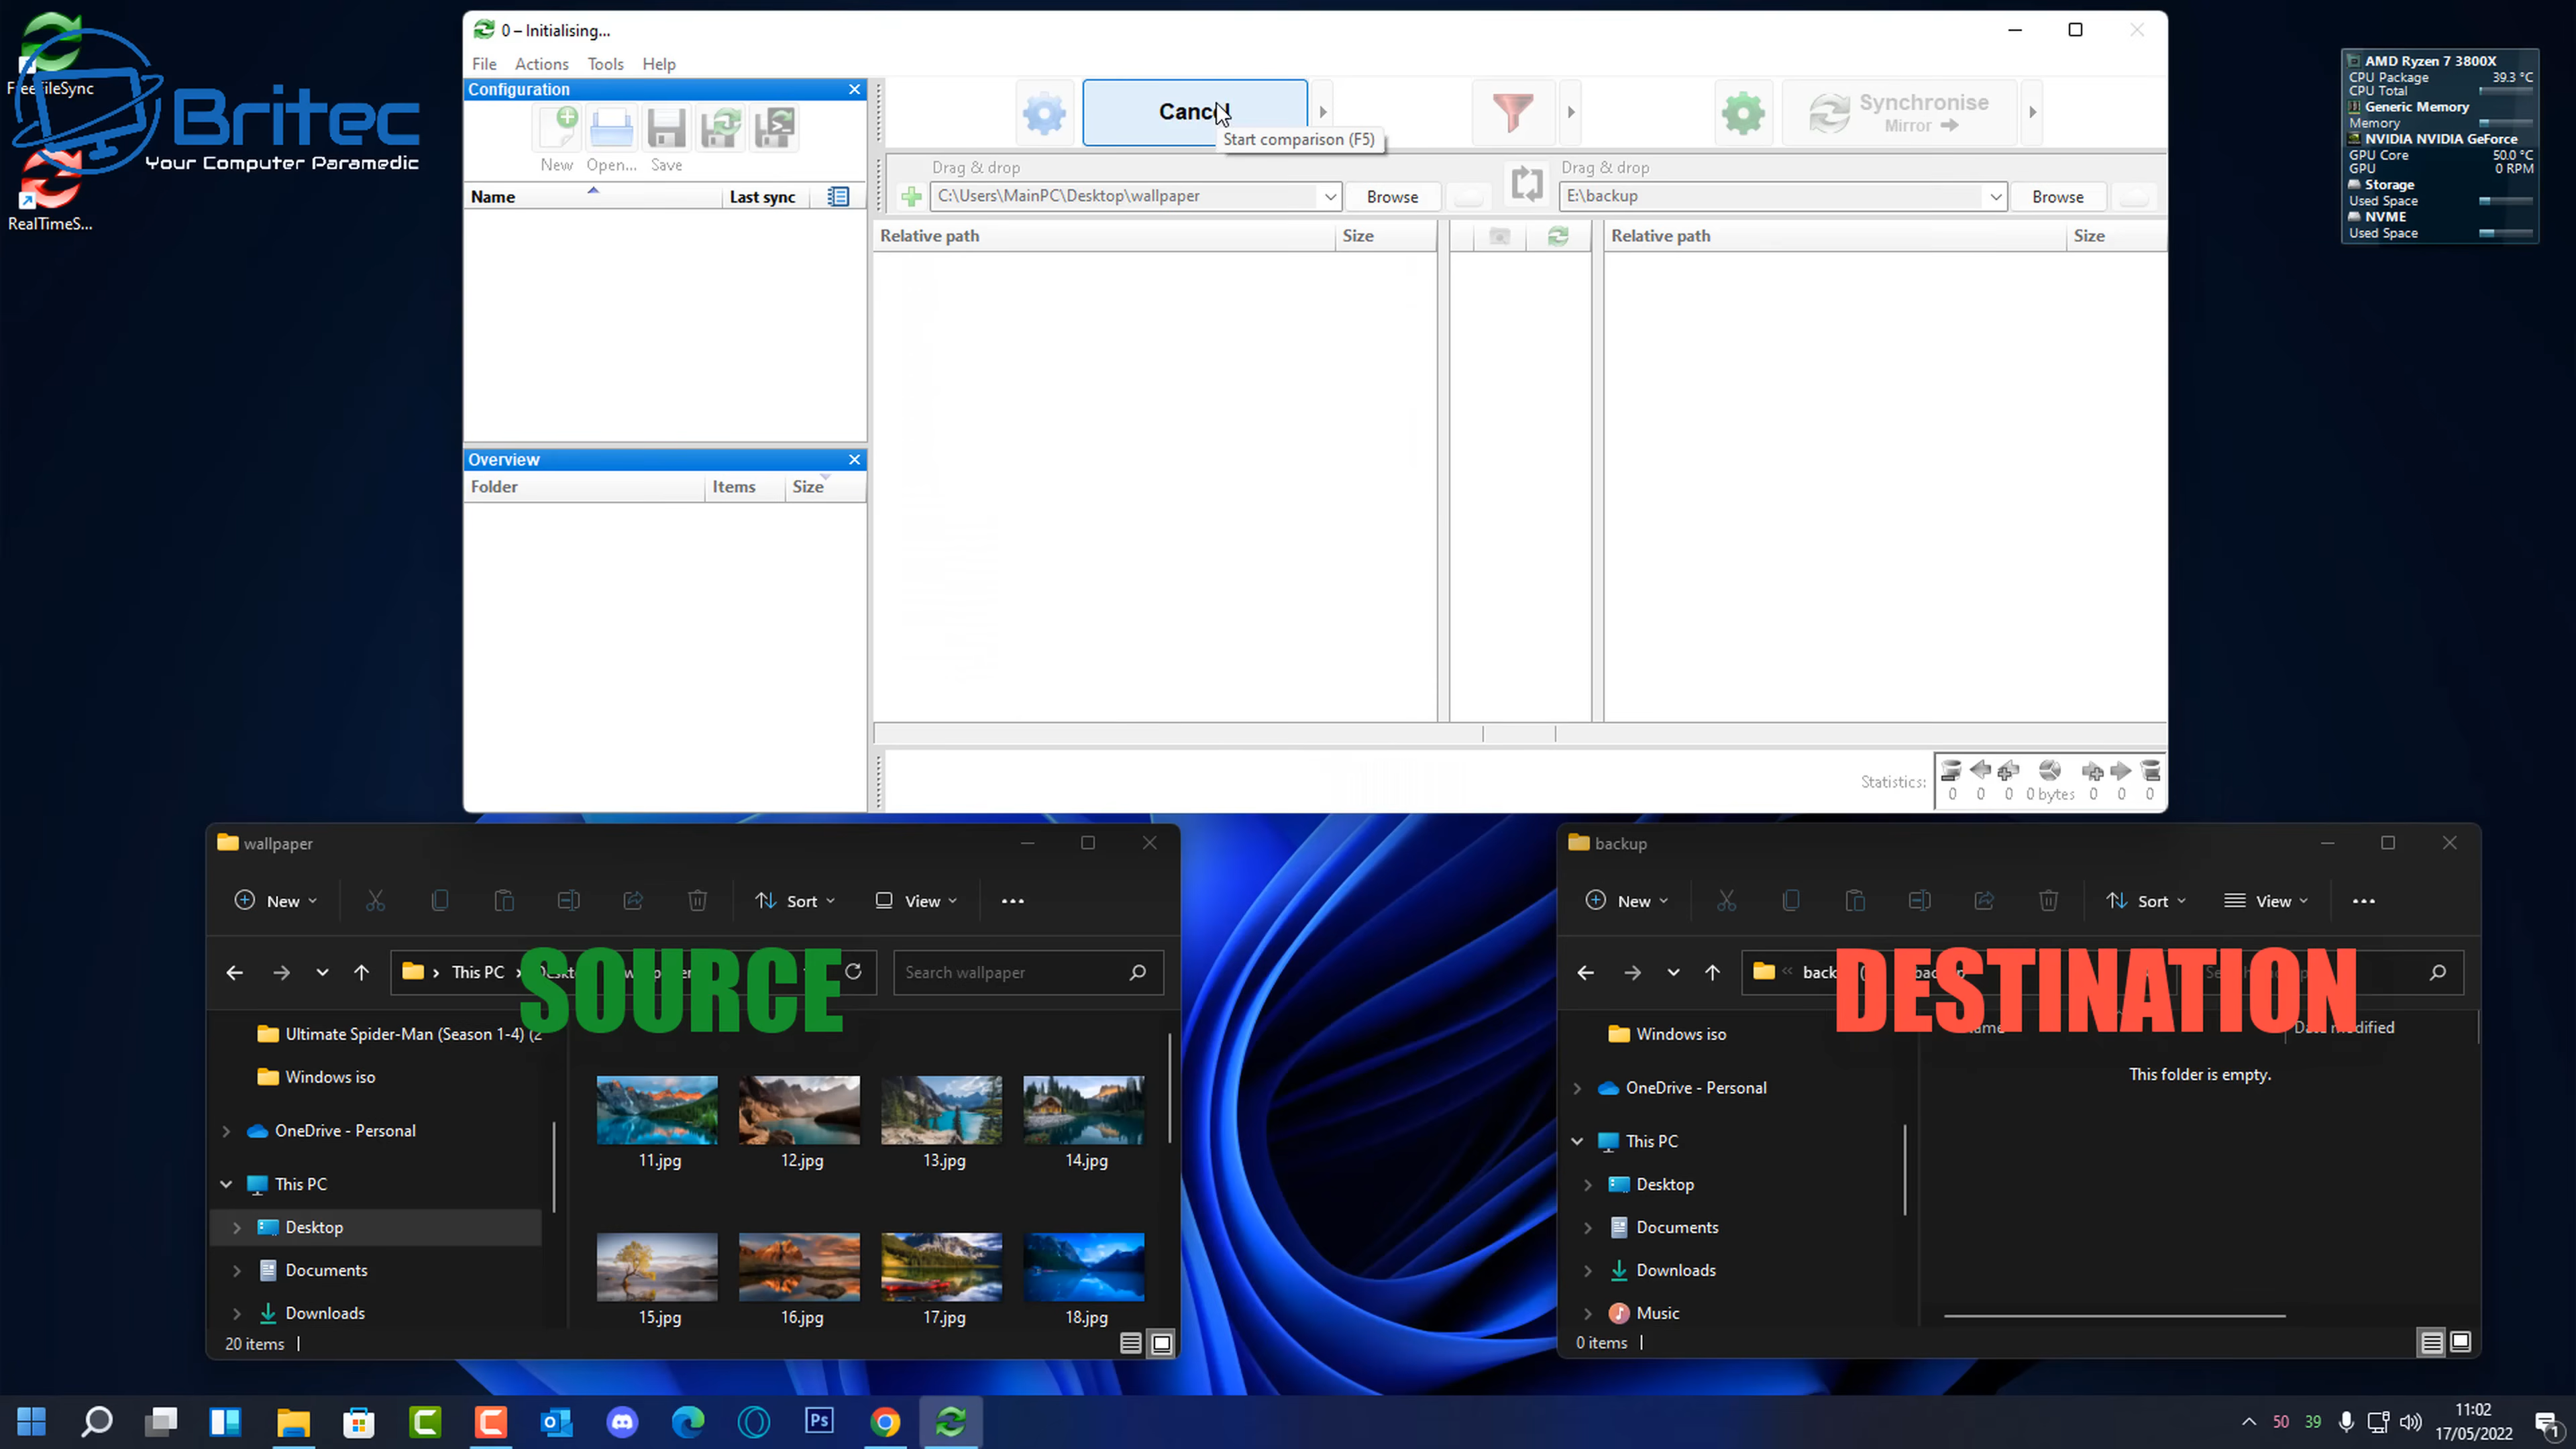 FreeFileSync
Britec
Your Computer Paramedic
RealTimeS...
0 – Initialising...
File Actions Tools Help
Configuration
New Open... Save
Name Last sync
Overview
Folder Items Size
Cancel
Start comparison (F5)
Synchronise
Mirror
Drag & drop
C:\Users\MainPC\Desktop\wallpaper
Browse
Drag & drop
E:\backup
Browse
Relative path Size
Relative path Size
Statistics:
0 0 0 0 bytes 0 0 0
AMD Ryzen 7 3800X
CPU Package 39.3 °C
CPU Total
Generic Memory
Memory
NVIDIA NVIDIA GeForce
GPU Core 50.0 °C
GPU 0 RPM
Storage
Used Space
NVME
Used Space
wallpaper
New Sort View
This PC
Search wallpaper
SOURCE
Ultimate Spider-Man (Season 1-4) (2
Windows iso
OneDrive - Personal
This PC
Desktop
Documents
Downloads
11.jpg 12.jpg 13.jpg 14.jpg
15.jpg 16.jpg 17.jpg 18.jpg
20 items
backup
New Sort View
DESTINATION
Date modified
Windows iso
This folder is empty.
OneDrive - Personal
This PC
Desktop
Documents
Downloads
Music
0 items
Ps
50 39
11:02
17/05/2022
1